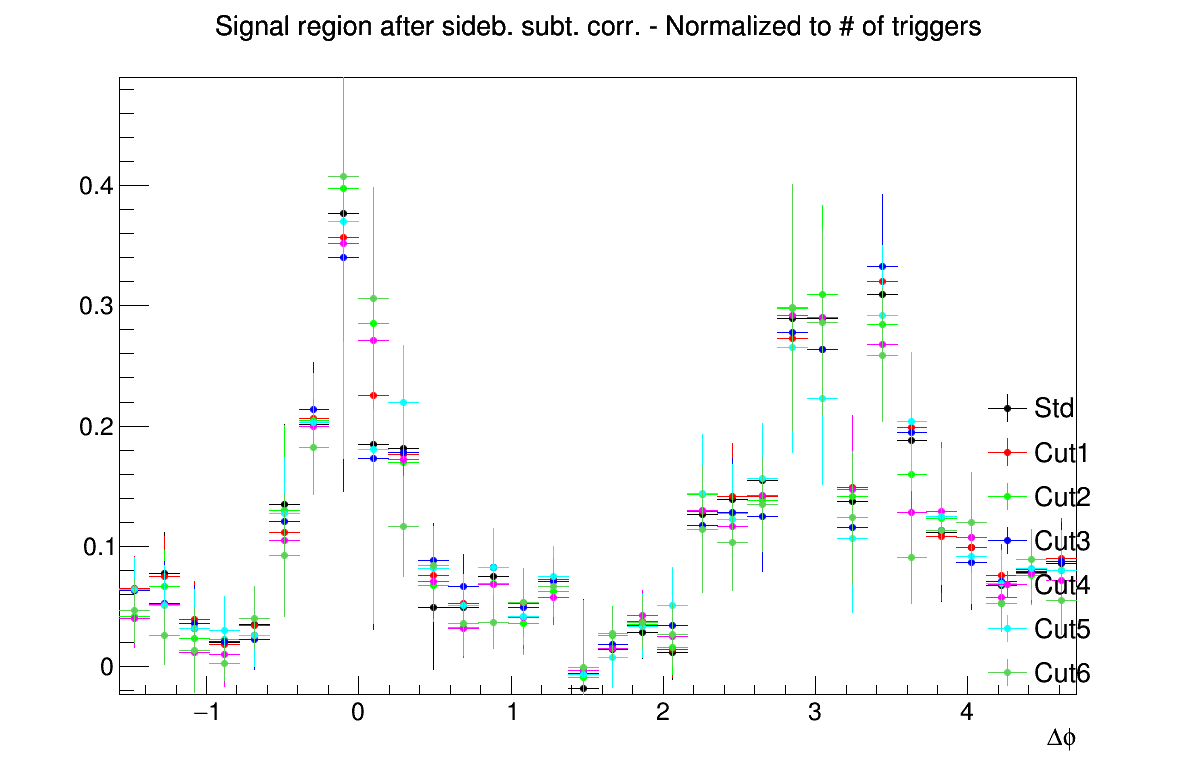 Signal region after sideb. subt. corr. - Normalized to # of triggers
0.4
0.3
0.2
0.1
0
Std
Cut1
Cut2
Cut3
Cut4
Cut5
Cut6
−1 0 1 2 3 4
Δϕ